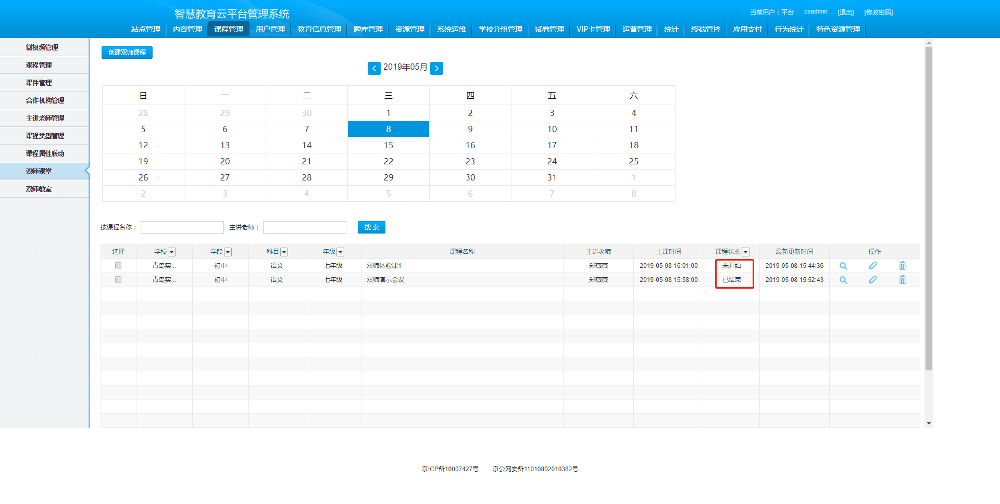 智慧教育云平台管理系统
当前用户：平台 csadmin [退出] [修改密码]
站点管理 内容管理 课程管理 用户管理 教育信息管理 题库管理 资源管理 系统运维 学校分组管理 试卷管理 VIP卡管理 运营管理 统计 终端管控 应用支付 行为统计 特色资源管理
微视频管理
课程管理
课件管理
合作机构管理
主讲老师管理
课程类型管理
课程属性联动
双师课堂
双师教室
创建双师课程
2019年05月
日 一 二 三 四 五 六
28 29 30 1 2 3 4
5 6 7 8 9 10 11
12 13 14 15 16 17 18
19 20 21 22 23 24 25
26 27 28 29 30 31 1
2 3 4 5 6 7 8
按课程名称： 主讲老师： 搜 索
选择 学校 学段 科目 年级 课程名称 主讲老师 上课时间 课程状态 最新更新时间 操作
青岛实... 初中 语文 七年级 双师体验课1 郑薇薇 2019-05-08 16:01:00 未开始 2019-05-08 15:44:36
青岛实... 初中 语文 七年级 双师演示会议 郑薇薇 2019-05-08 15:58:00 已结束 2019-05-08 15:52:43
京ICP备10007427号 京公网安备11010802010382号